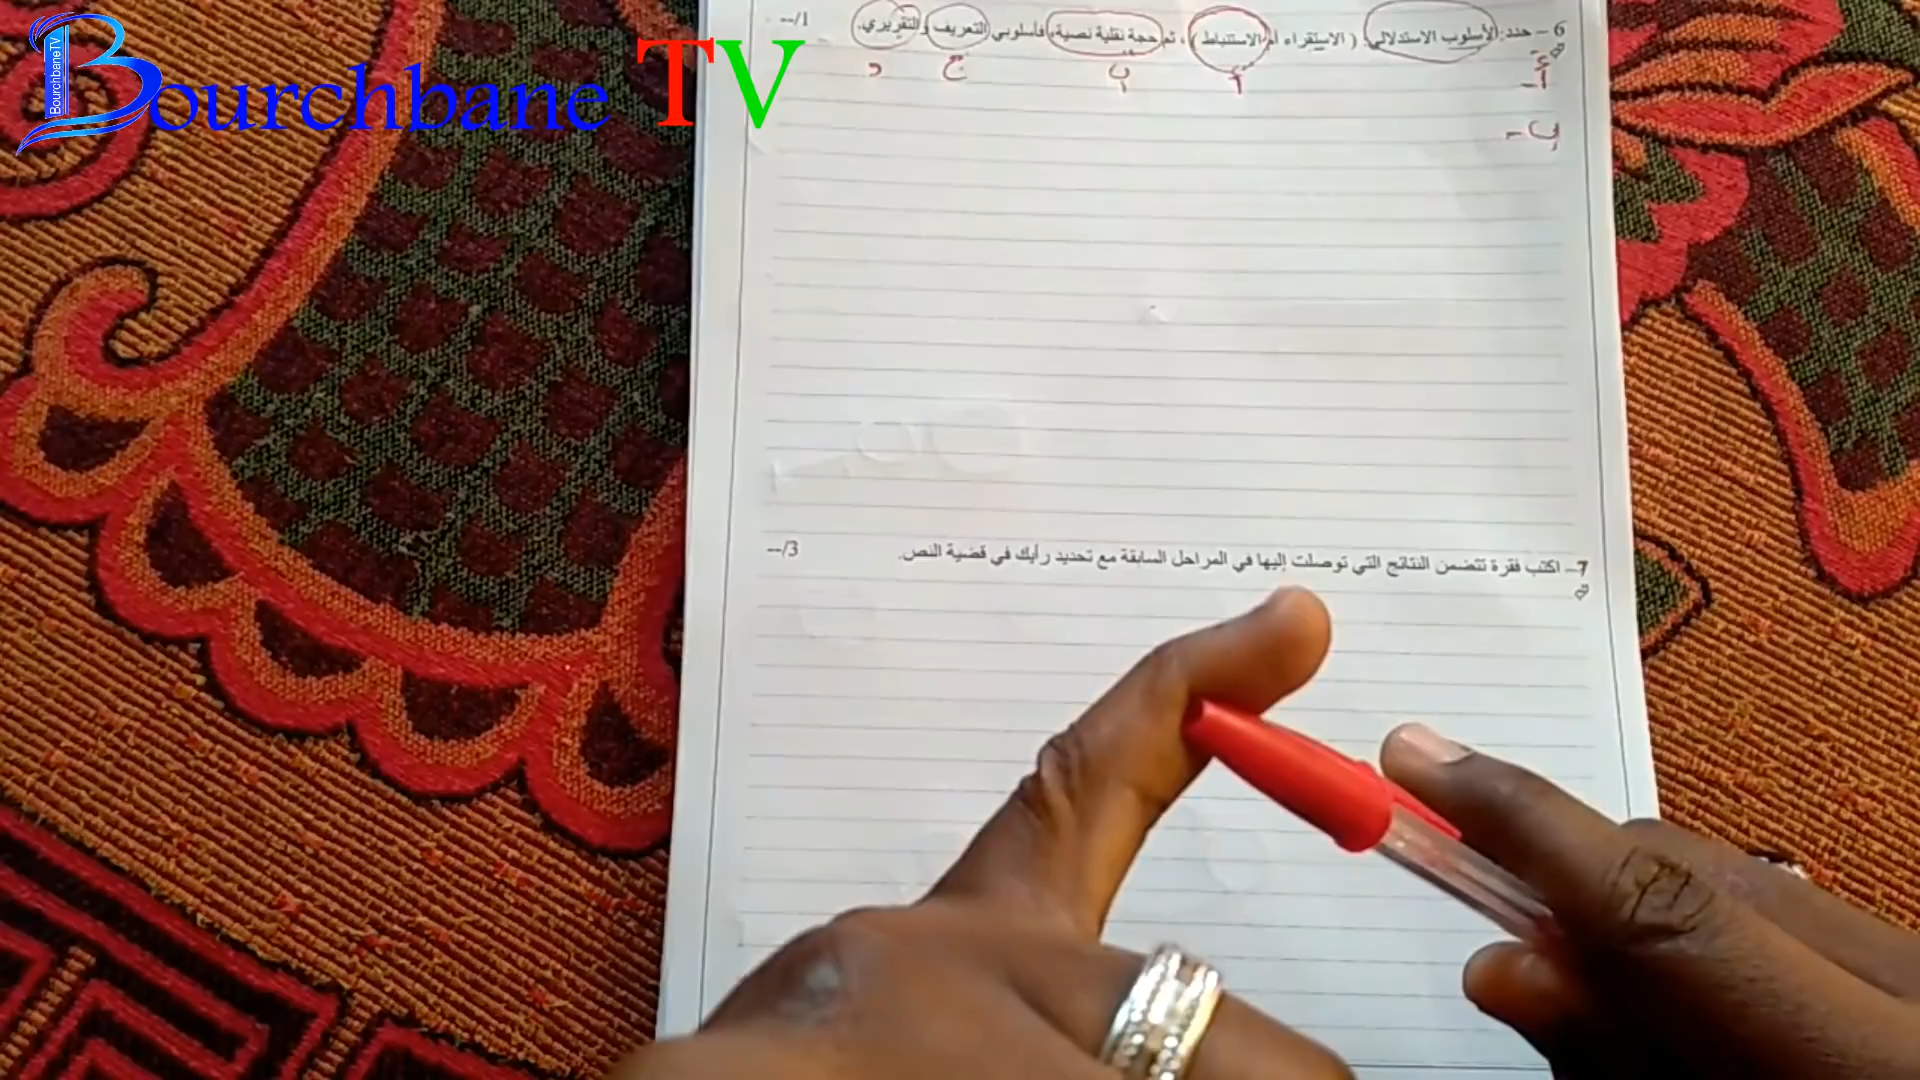 Bourchbane TV
BourchbaneTV
6 – حدد: الأسلوب الاستدلالي: ( الاستقراء أم الاستنباط ) ، ثم حجة نقلية نصية، فأسلوبي التعريف و التقريري. --/1
أ ب ج د
أ-
ب-
7– اكتب فقرة تتضمن النتائج التي توصلت إليها في المراحل السابقة مع تحديد رأيك في قضية النص. --/3